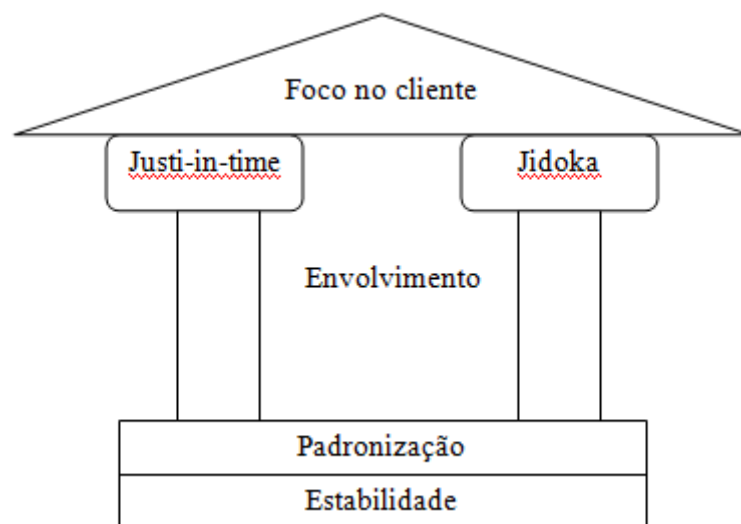 Foco no cliente
Justi-in-time
Jidoka
Envolvimento
Padronização
Estabilidade